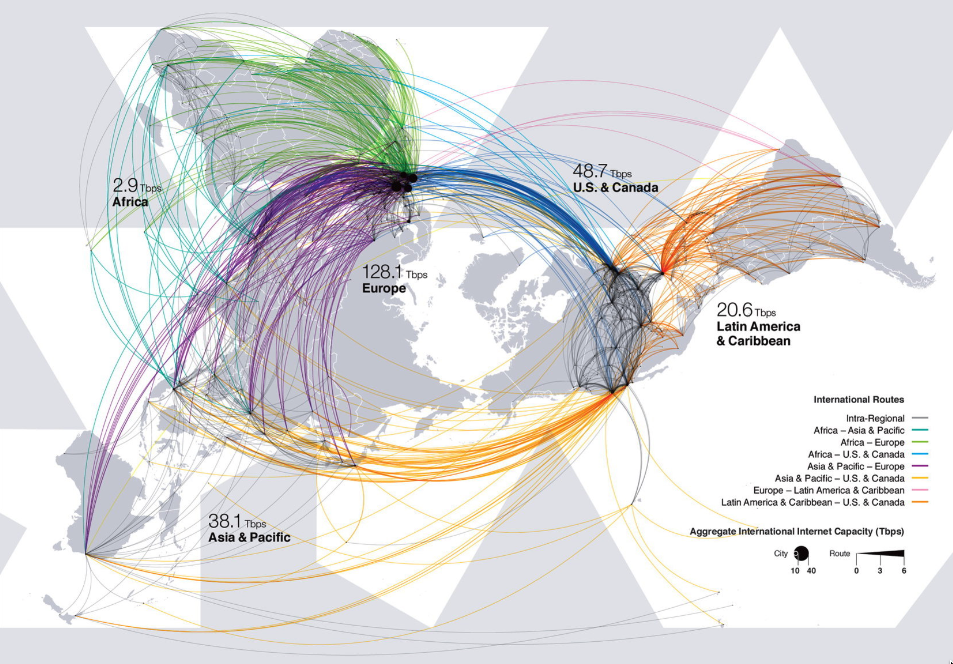 2.9 Tbps
Africa
48.7 Tbps
U.S. & Canada
128.1 Tbps
Europe
20.6 Tbps
Latin America
& Caribbean
38.1 Tbps
Asia & Pacific
International Routes
Intra-Regional
Africa – Asia & Pacific
Africa – Europe
Africa – U.S. & Canada
Asia & Pacific – Europe
Asia & Pacific – U.S. & Canada
Europe – Latin America & Caribbean
Latin America & Caribbean – U.S. & Canada
Aggregate International Internet Capacity (Tbps)
City Route
10 40 0 3 6